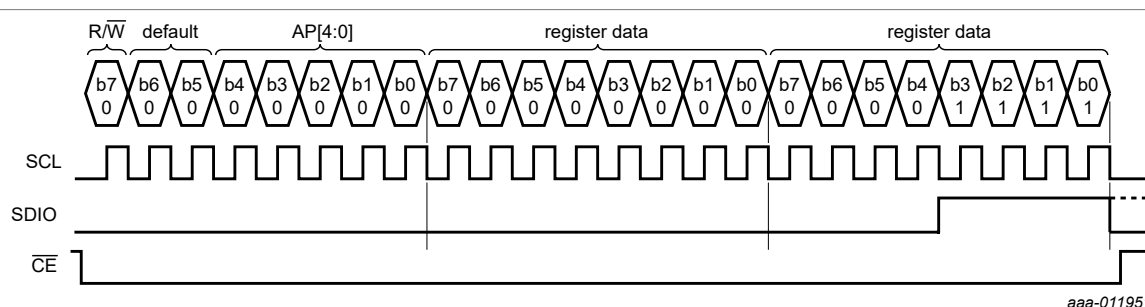 R/W̅ default AP[4:0] register data register data
b7 b6 b5 b4 b3 b2 b1 b0 b7 b6 b5 b4 b3 b2 b1 b0 b7 b6 b5 b4 b3 b2 b1 b0
0 0 0 0 0 0 0 0 0 0 0 0 0 0 0 0 0 0 0 0 1 1 1 1
SCL
SDIO
C̅E̅
aaa-01195